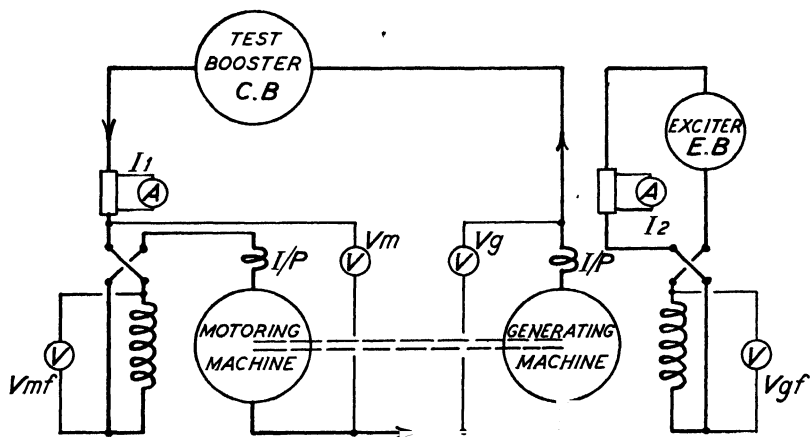 TEST
BOOSTER
C.B
EXCITER
E.B
I1
A
A
I2
Vm
Vg
I/P
V
V
I/P
MOTORING
MACHINE
GENERATING
MACHINE
V
Vmf
V
Vgf